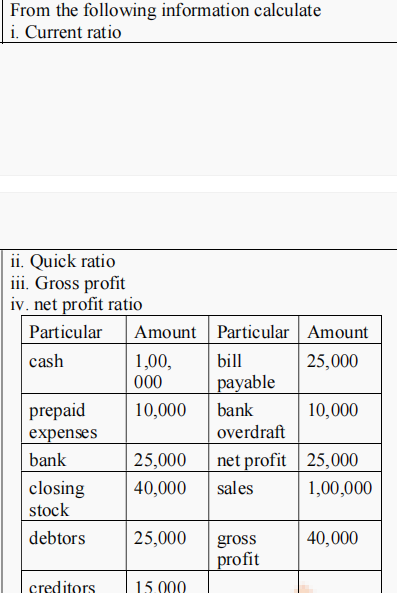 From the following information calculate
i. Current ratio
ii. Quick ratio
iii. Gross profit
iv. net profit ratio
Particular Amount Particular Amount
cash 1,00, bill 25,000
000 payable
prepaid 10,000 bank 10,000
expenses overdraft
bank 25,000 net profit 25,000
closing 40,000 sales 1,00,000
stock
debtors 25,000 gross 40,000
profit
creditors 15,000